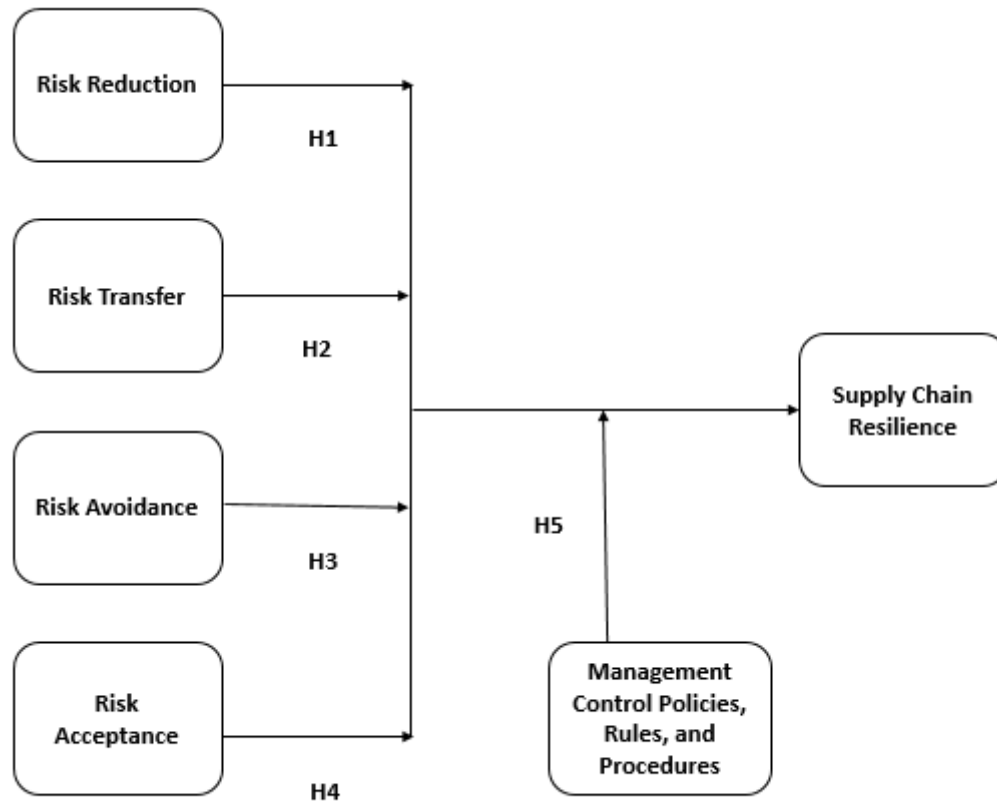 Risk Reduction
H1
Risk Transfer
H2
Supply Chain
Resilience
Risk Avoidance
H5
H3
Risk
Acceptance
H4
Management
Control Policies,
Rules, and
Procedures